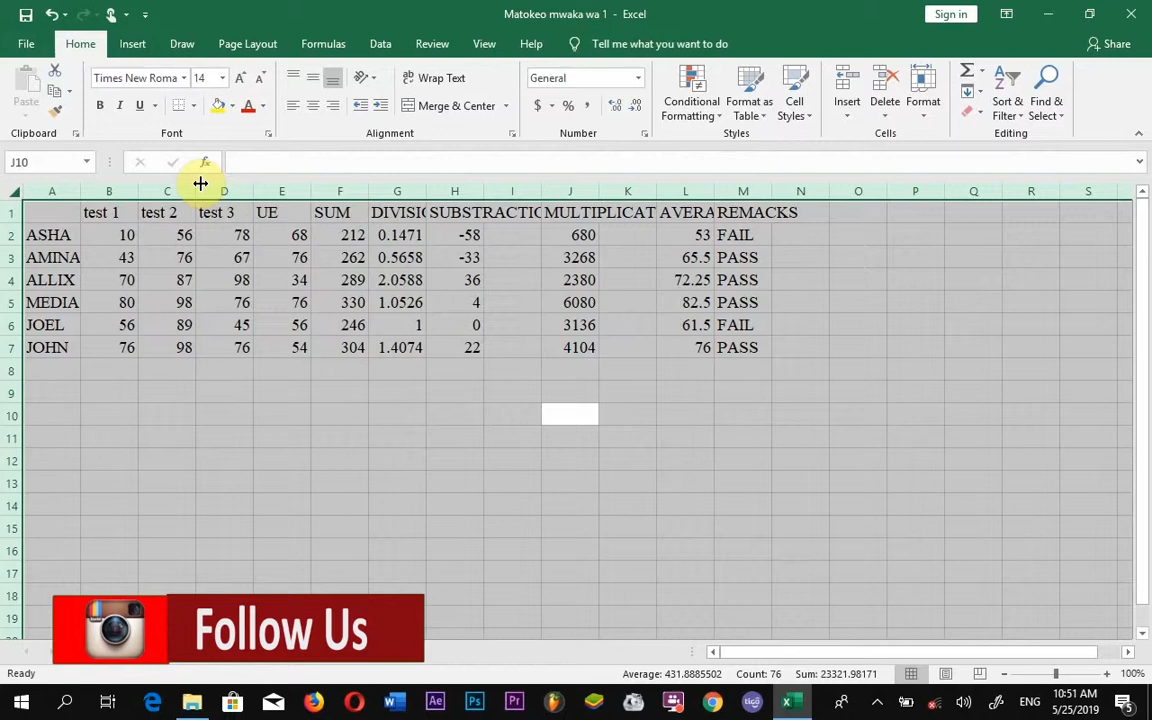 Matokeo mwaka wa 1 - Excel
Sign in
File Home Insert Draw Page Layout Formulas Data Review View Help Tell me what you want to do Share
Paste
Clipboard
Times New Roma 14
B I U A
Font
Wrap Text
Merge & Center
Alignment
General
$ %
Number
Conditional Formatting
Format as Table
Cell Styles
Styles
Insert Delete Format
Cells
Sort & Filter
Find & Select
Editing
J10 fx
A B C D E F G H I J K L M N O P Q R S
1 test 1 test 2 test 3 UE SUM DIVISIO SUBSTRACTIO MULTIPLICAT AVERA REMACKS
2 ASHA 10 56 78 68 212 0.1471 -58 680 53 FAIL
3 AMINA 43 76 67 76 262 0.5658 -33 3268 65.5 PASS
4 ALLIX 70 87 98 34 289 2.0588 36 2380 72.25 PASS
5 MEDIA 80 98 76 76 330 1.0526 4 6080 82.5 PASS
6 JOEL 56 89 45 56 246 1 0 3136 61.5 FAIL
7 JOHN 76 98 76 54 304 1.4074 22 4104 76 PASS
8
9
10
11
12
13
14
15
16
17
18
19
Follow Us
Ready
Average: 431.8885502 Count: 76 Sum: 23321.98171
100%
Ae Ps Pr tigo
ENG
10:51 AM
5/25/2019
5